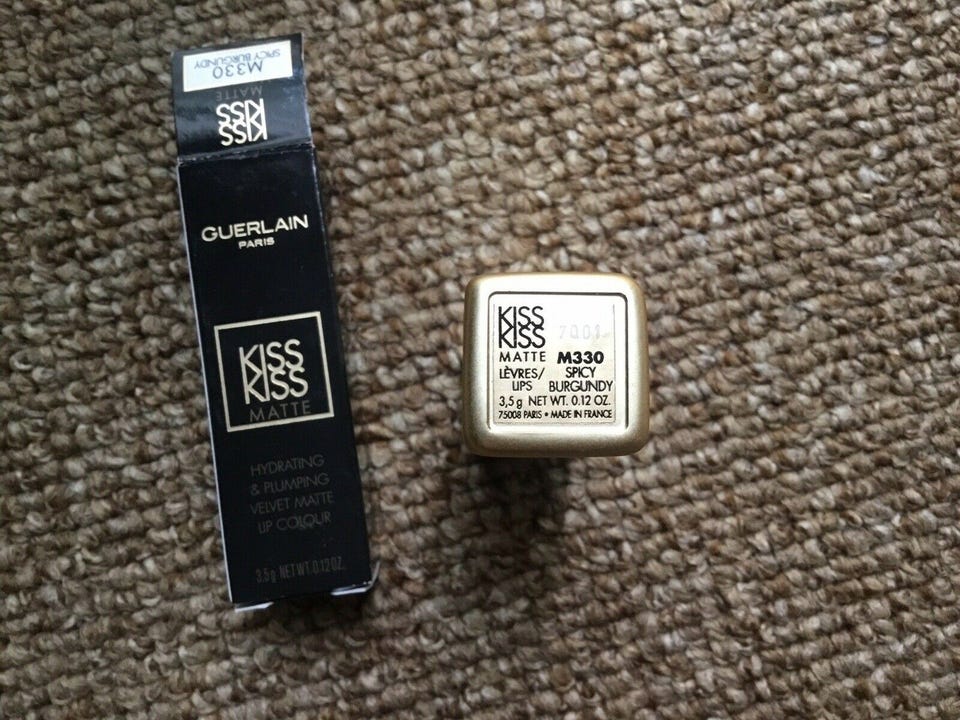 M330
SPICY BURGUNDY
KISS
KISS
MATTE
GUERLAIN
PARIS
KISS
KISS
MATTE
HYDRATING
& PLUMPING
VELVET MATTE
LIP COLOUR
3,5g NET WT. 0.12 OZ.
KISS
KISS 7Q01
MATTE M330
LÈVRES/ SPICY
LIPS BURGUNDY
3,5 g NET WT. 0.12 OZ.
75008 PARIS • MADE IN FRANCE